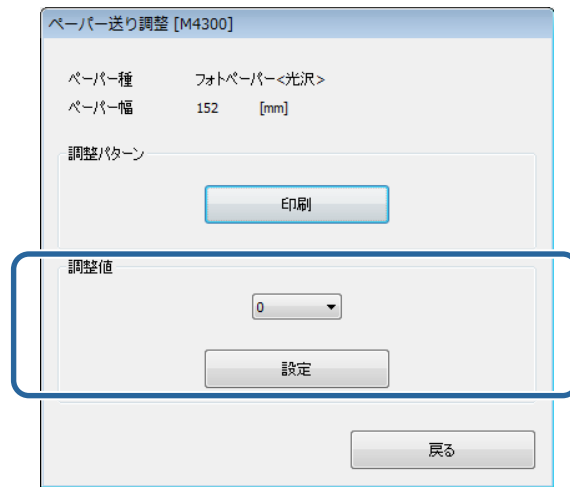 ペーパー送り調整 [M4300]
ペーパー種 フォトペーパー<光沢>
ペーパー幅 152 [mm]
調整パターン
印刷
調整値
0
設定
戻る